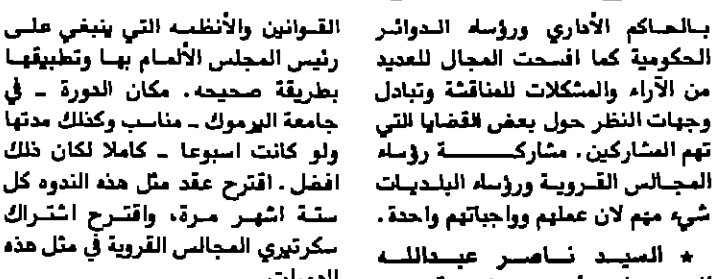 بالحاكم الأداري ورؤساء الدوائر
الحكومية كما افسحت المجال للعديد
من الآراء والمشكلات للمناقشة وتبادل
وجهات النظر حول بعض القضايا التي
تهم المشاركين. مشاركة رؤساء
المجالس القروية ورؤساء البلديات
شيء مهم لان عملهم وواجباتهم واحدة.
* السيد ناصر عبدالله
القوانين والأنظمه التي ينبغي على
رئيس المجلس الألمام بها وتطبيقها
بطريقة صحيحه. مكان الدورة - في
جامعة اليرموك - مناسب وكذلك مدتها
ولو كانت اسبوعا - كاملا لكان ذلك
افضل. اقترح عقد مثل هذه الندوه كل
ستة اشهر مرة، واقترح اشتراك
سكرتيري المجالس القروية في مثل هذه